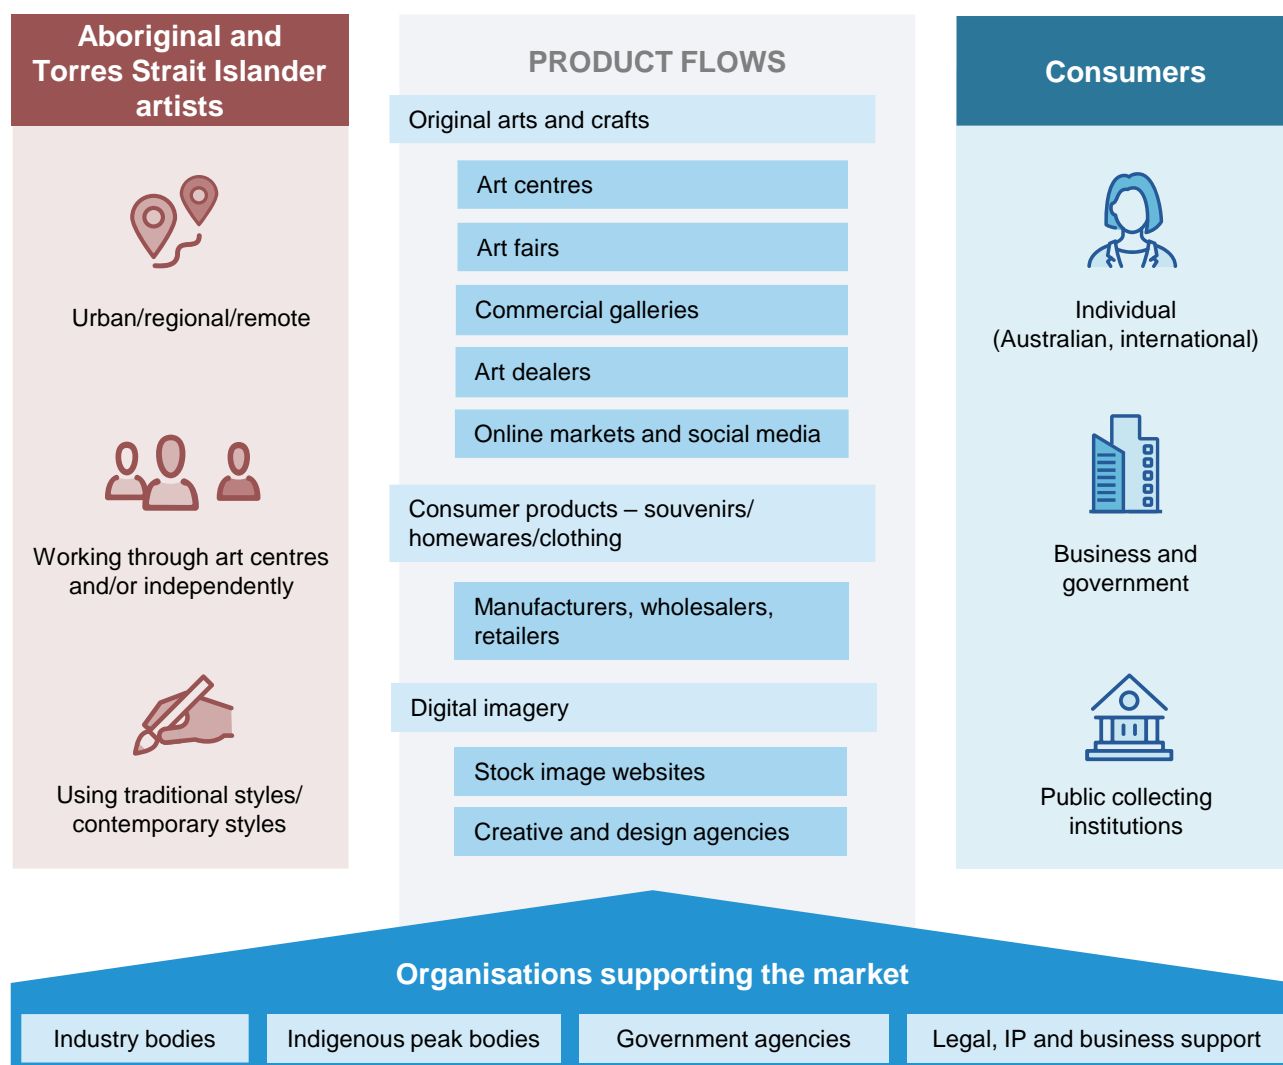 Aboriginal and
Torres Strait Islander
artists
Urban/regional/remote
Working through art centres
and/or independently
Using traditional styles/
contemporary styles
PRODUCT FLOWS
Original arts and crafts
Art centres
Art fairs
Commercial galleries
Art dealers
Online markets and social media
Consumer products – souvenirs/
homewares/clothing
Manufacturers, wholesalers,
retailers
Digital imagery
Stock image websites
Creative and design agencies
Consumers
Individual
(Australian, international)
Business and
government
Public collecting
institutions
Organisations supporting the market
Industry bodies
Indigenous peak bodies
Government agencies
Legal, IP and business support